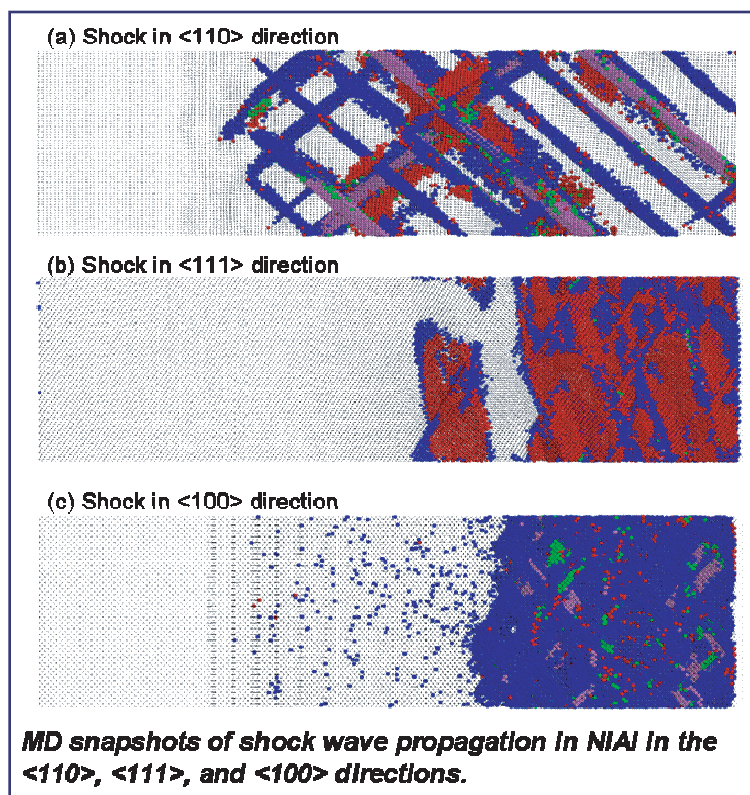 (a) Shock in <110> direction
(b) Shock in <111> direction
(c) Shock in <100> direction
MD snapshots of shock wave propagation in NiAl in the
<110>, <111>, and <100> directions.